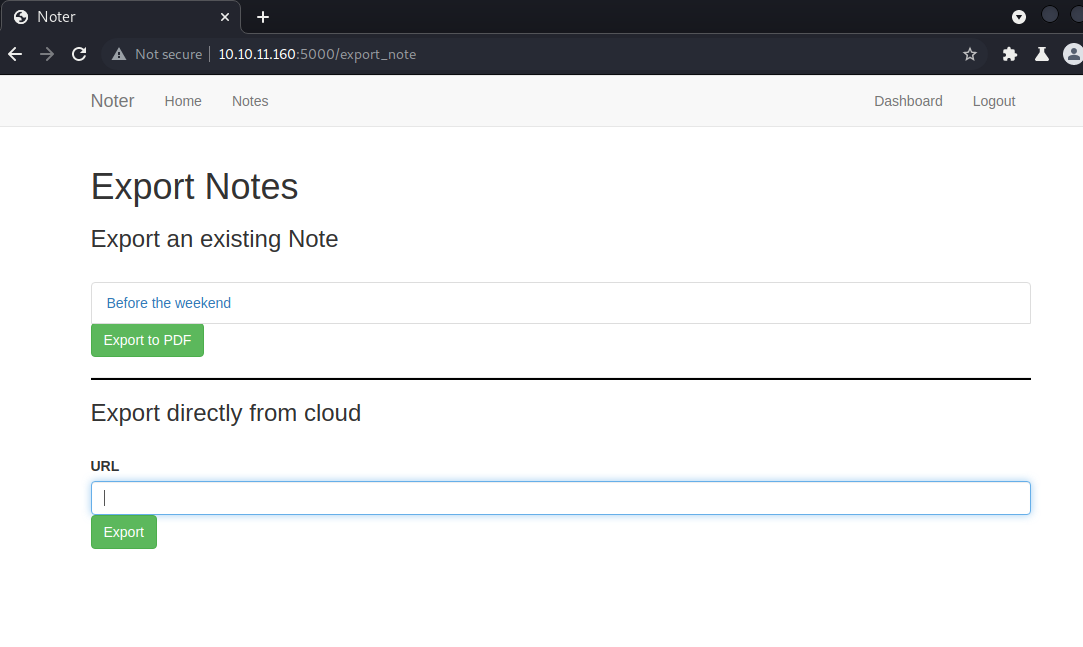 Noter
Not secure 10.10.11.160:5000/export_note
Noter Home Notes Dashboard Logout
Export Notes
Export an existing Note
Before the weekend
Export to PDF
Export directly from cloud
URL
Export